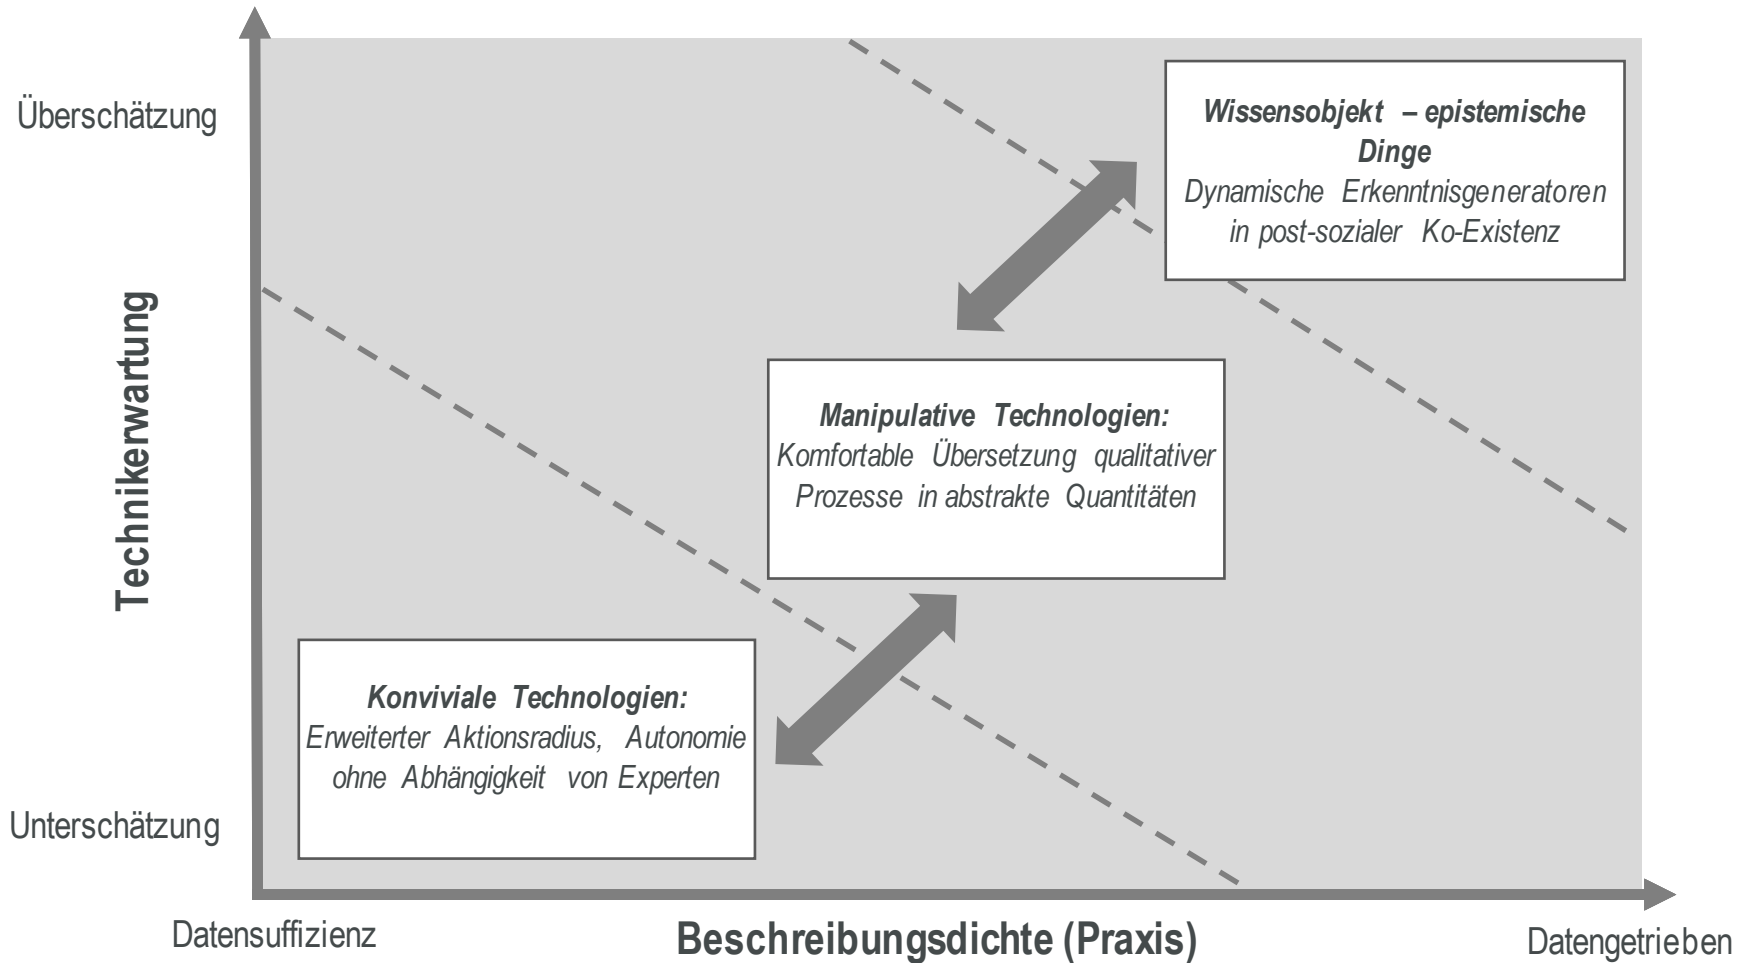 Überschätzung
Wissensobjekt – epistemische
Dinge
Dynamische Erkenntnisgeneratoren
in post-sozialer Ko-Existenz
Technikerwartung
Manipulative Technologien:
Komfortable Übersetzung qualitativer
Prozesse in abstrakte Quantitäten
Konviviale Technologien:
Erweiterter Aktionsradius, Autonomie
ohne Abhängigkeit von Experten
Unterschätzung
Datensuffizienz
Beschreibungsdichte (Praxis)
Datengetrieben